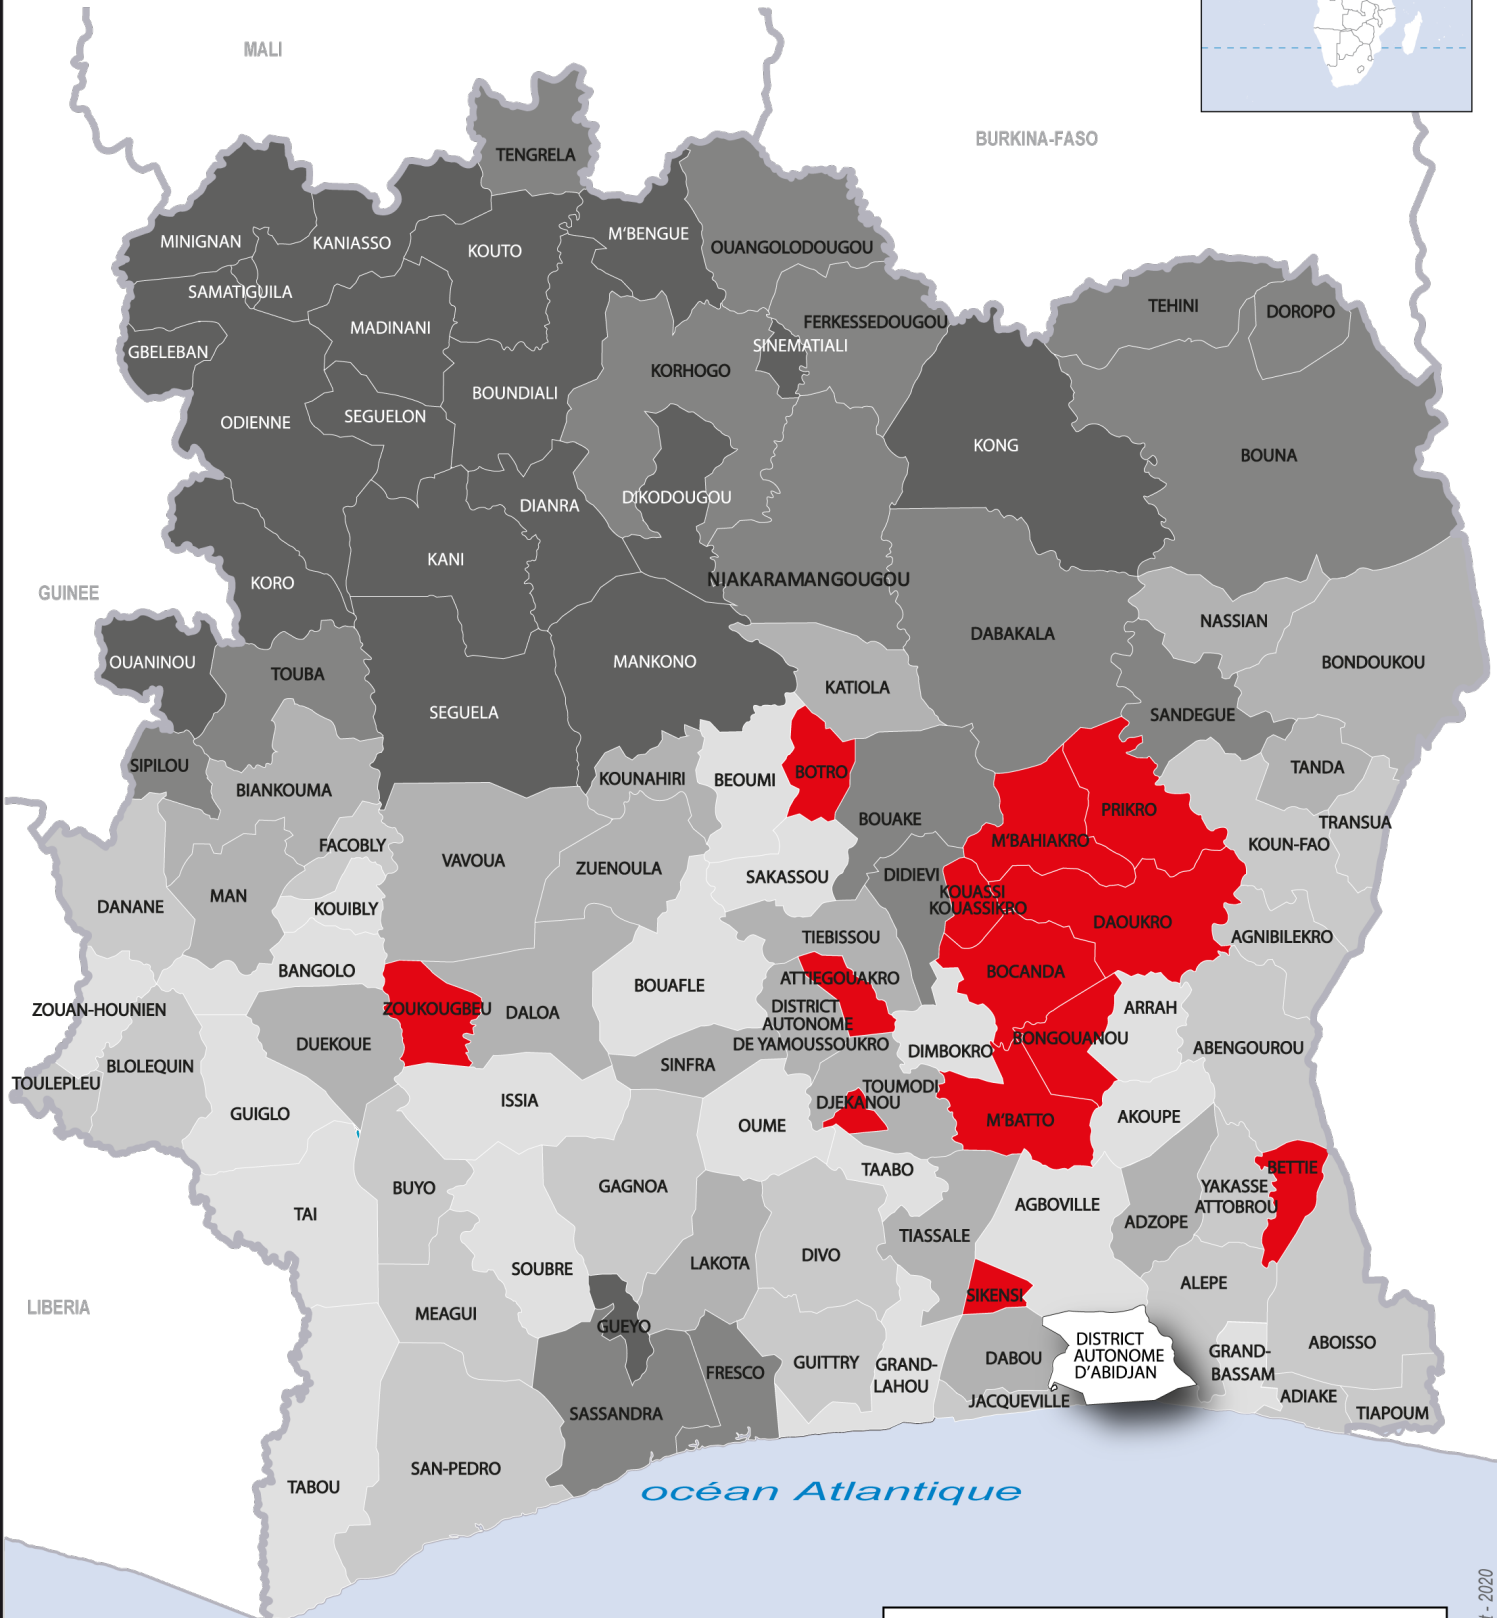 MALI
BURKINA-FASO
TENGRELA
MINIGNAN
KANIASSO
KOUTO
M'BENGUE
OUANGOLODOUGOU
SAMATIGUILA
MADINANI
FERKESSEDOUGOU
TEHINI
DOROPO
GBELEBAN
SINEMATIALI
KORHOGO
BOUNDIALI
ODIENNE
SEGUELON
KONG
BOUNA
DIKODOUGOU
DIANRA
KANI
NIAKARAMANGOUGOU
GUINEE
KORO
NASSIAN
DABAKALA
OUANINOU
TOUBA
MANKONO
BONDOUKOU
KATIOLA
SEGUELA
SANDEGUE
SIPILOU
BIANKOUMA
KOUNAHIRI
BEOUMI
BOTRO
TANDA
PRIKRO
BOUAKE
TRANSUA
FACOBLY
M'BAHIAKRO
KOUN-FAO
VAVOUA
ZUENOULA
SAKASSOU
DIDIEVI
MAN
KOUASSI
KOUASSIKRO
DANANE
KOUIBLY
DAOUKRO
TIEBISSOU
AGNIBILEKRO
BANGOLO
BOCANDA
BOUAFLE
ATTIEGOUAKRO
ZOUAN-HOUNIEN
ZOUKOUGBEU
DALOA
DISTRICT
AUTONOME
DE YAMOUSSOUKRO
ARRAH
DUEKOUE
BONGOUANOU
DIMBOKRO
ABENGOUROU
BLOLEQUIN
SINFRA
TOULEPLEU
TOUMODI
DJEKANOU
ISSIA
GUIGLO
OUME
M'BATTO
AKOUPE
TAABO
BETTIE
BUYO
GAGNOA
YAKASSE
ATTOBROU
AGBOVILLE
TAI
ADZOPE
TIASSALE
DIVO
LAKOTA
SOUBRE
ALEPE
SIKENSI
LIBERIA
MEAGUI
GUEYO
DISTRICT
AUTONOME
D'ABIDJAN
ABOISSO
DABOU
GRAND-
BASSAM
GUITTRY
GRAND-
LAHOU
FRESCO
JACQUEVILLE
ADIAKE
TIAPOUM
SASSANDRA
SAN-PEDRO
TABOU
océan Atlantique
- 2020